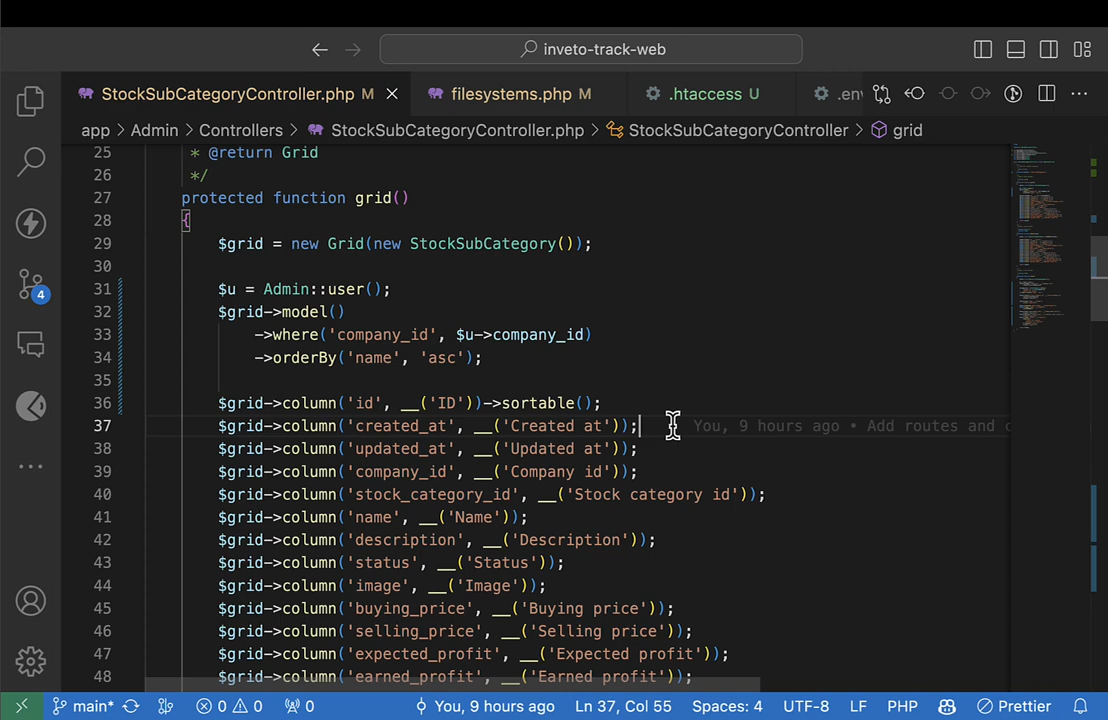 inveto-track-web
StockSubCategoryController.php M filesystems.php M .htaccess U .env
app > Admin > Controllers > StockSubCategoryController.php > StockSubCategoryController > grid
25 * @return Grid
26 */
27 protected function grid()
28 {
29 $grid = new Grid(new StockSubCategory());
30
31 $u = Admin::user();
32 $grid->model()
33 ->where('company_id', $u->company_id)
34 ->orderBy('name', 'asc');
35
36 $grid->column('id', __('ID'))->sortable();
37 $grid->column('created_at', __('Created at')); You, 9 hours ago • Add routes and c
38 $grid->column('updated_at', __('Updated at'));
39 $grid->column('company_id', __('Company id'));
40 $grid->column('stock_category_id', __('Stock category id'));
41 $grid->column('name', __('Name'));
42 $grid->column('description', __('Description'));
43 $grid->column('status', __('Status'));
44 $grid->column('image', __('Image'));
45 $grid->column('buying_price', __('Buying price'));
46 $grid->column('selling_price', __('Selling price'));
47 $grid->column('expected_profit', __('Expected profit'));
48 $grid->column('earned_profit', __('Earned profit'));
4
main* 0 0 0 You, 9 hours ago Ln 37, Col 55 Spaces: 4 UTF-8 LF PHP Prettier